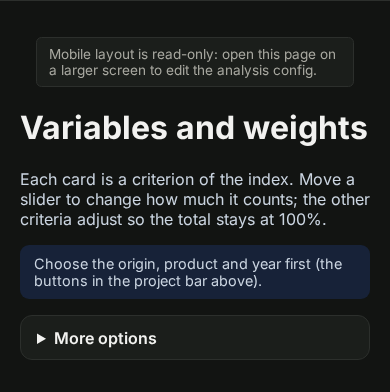 Mobile layout is read-only: open this page on
a larger screen to edit the analysis config.
Variables and weights
Each card is a criterion of the index. Move a
slider to change how much it counts; the other
criteria adjust so the total stays at 100%.
Choose the origin, product and year first (the
buttons in the project bar above).
More options